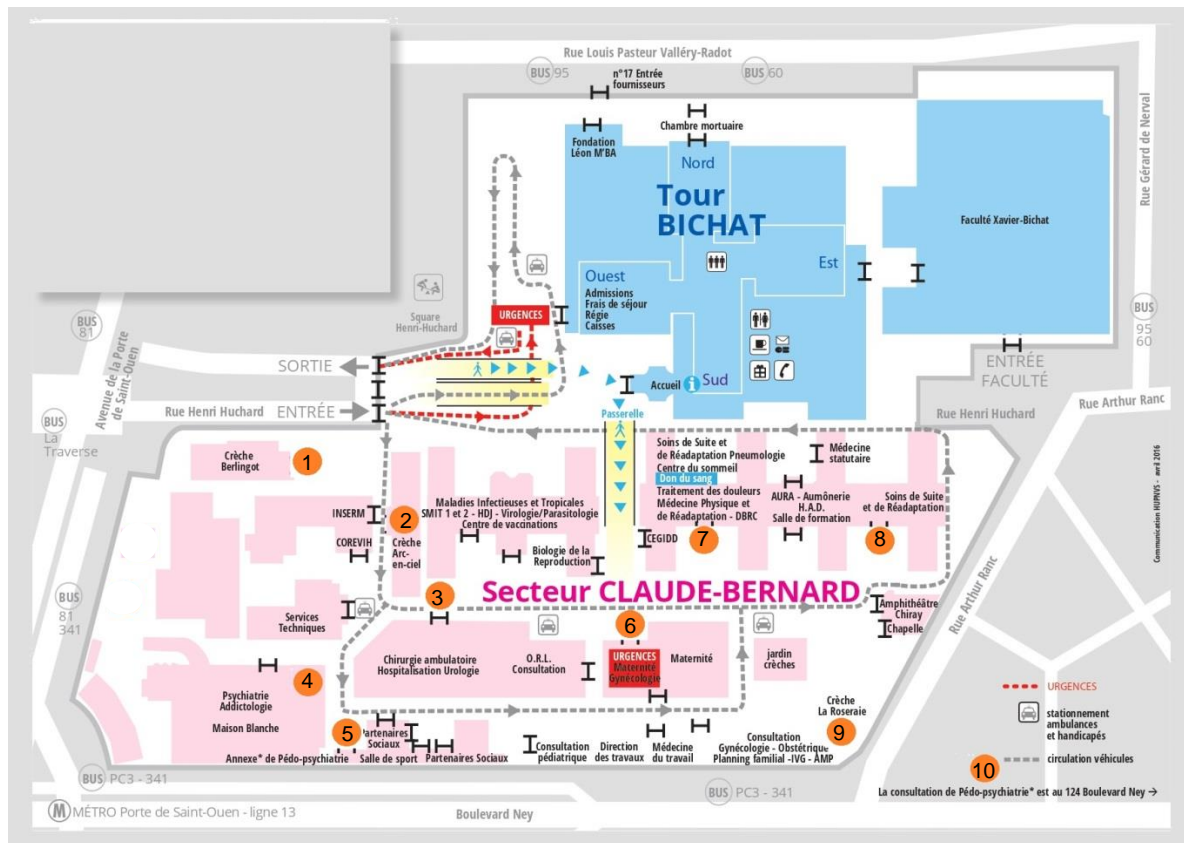 Rue Louis Pasteur Valléry-Radot
BUS 95
BUS 60
n°17 Entrée
fournisseurs
Chambre mortuaire
Fondation
Léon M'BA
Nord
Tour
BICHAT
Faculté Xavier-Bichat
Rue Gérard de Nerval
Ouest
Est
Admissions
Frais de séjour
Régie
Caisses
URGENCES
Square
Henri-Huchard
BUS
81
BUS
95
60
Avenue de la Porte
de Saint-Ouen
SORTIE
ENTRÉE
FACULTÉ
Accueil
i
Sud
Rue Henri Huchard
ENTRÉE
Passerelle
Rue Henri Huchard
Rue Arthur Ranc
BUS
La
Traverse
Crèche
Berlingot
1
Soins de Suite et
de Réadaptation Pneumologie
Centre du sommeil
Don du sang
Traitement des douleurs
Médecine Physique et
de Réadaptation - DBRC
Médecine
statutaire
AURA - Aumônerie
H.A.D.
Salle de formation
Soins de Suite
et de Réadaptation
Maladies Infectieuses et Tropicales
SMIT 1 et 2 - HDJ - Virologie/Parasitologie
Centre de vaccinations
INSERM
2
COREVIH
Crèche
Arc-
en-ciel
Biologie de la
Reproduction
CEGIDD
7
8
Communication HUPNVS - avril 2016
Secteur CLAUDE-BERNARD
3
BUS
81
341
Services
Techniques
6
Amphithéâtre
Chiray
Chapelle
Rue Arthur Ranc
Chirurgie ambulatoire
Hospitalisation Urologie
O.R.L.
Consultation
URGENCES
Maternité
Gynécologie
Maternité
jardin
crèches
4
Psychiatrie
Addictologie
Maison Blanche
5
Partenaires
Sociaux
Annexe* de Pédo-psychiatrie
Salle de sport
Partenaires Sociaux
Consultation
pédiatrique
Direction
des travaux
Médecine
du travail
Consultation
Gynécologie - Obstétrique
Planning familial -IVG - AMP
Crèche
La Roseraie
9
URGENCES
stationnement
ambulances
et handicapés
circulation véhicules
10
La consultation de Pédo-psychiatrie* est au 124 Boulevard Ney →
BUS PC3 - 341
BUS PC3 - 341
M MÉTRO Porte de Saint-Ouen - ligne 13
Boulevard Ney